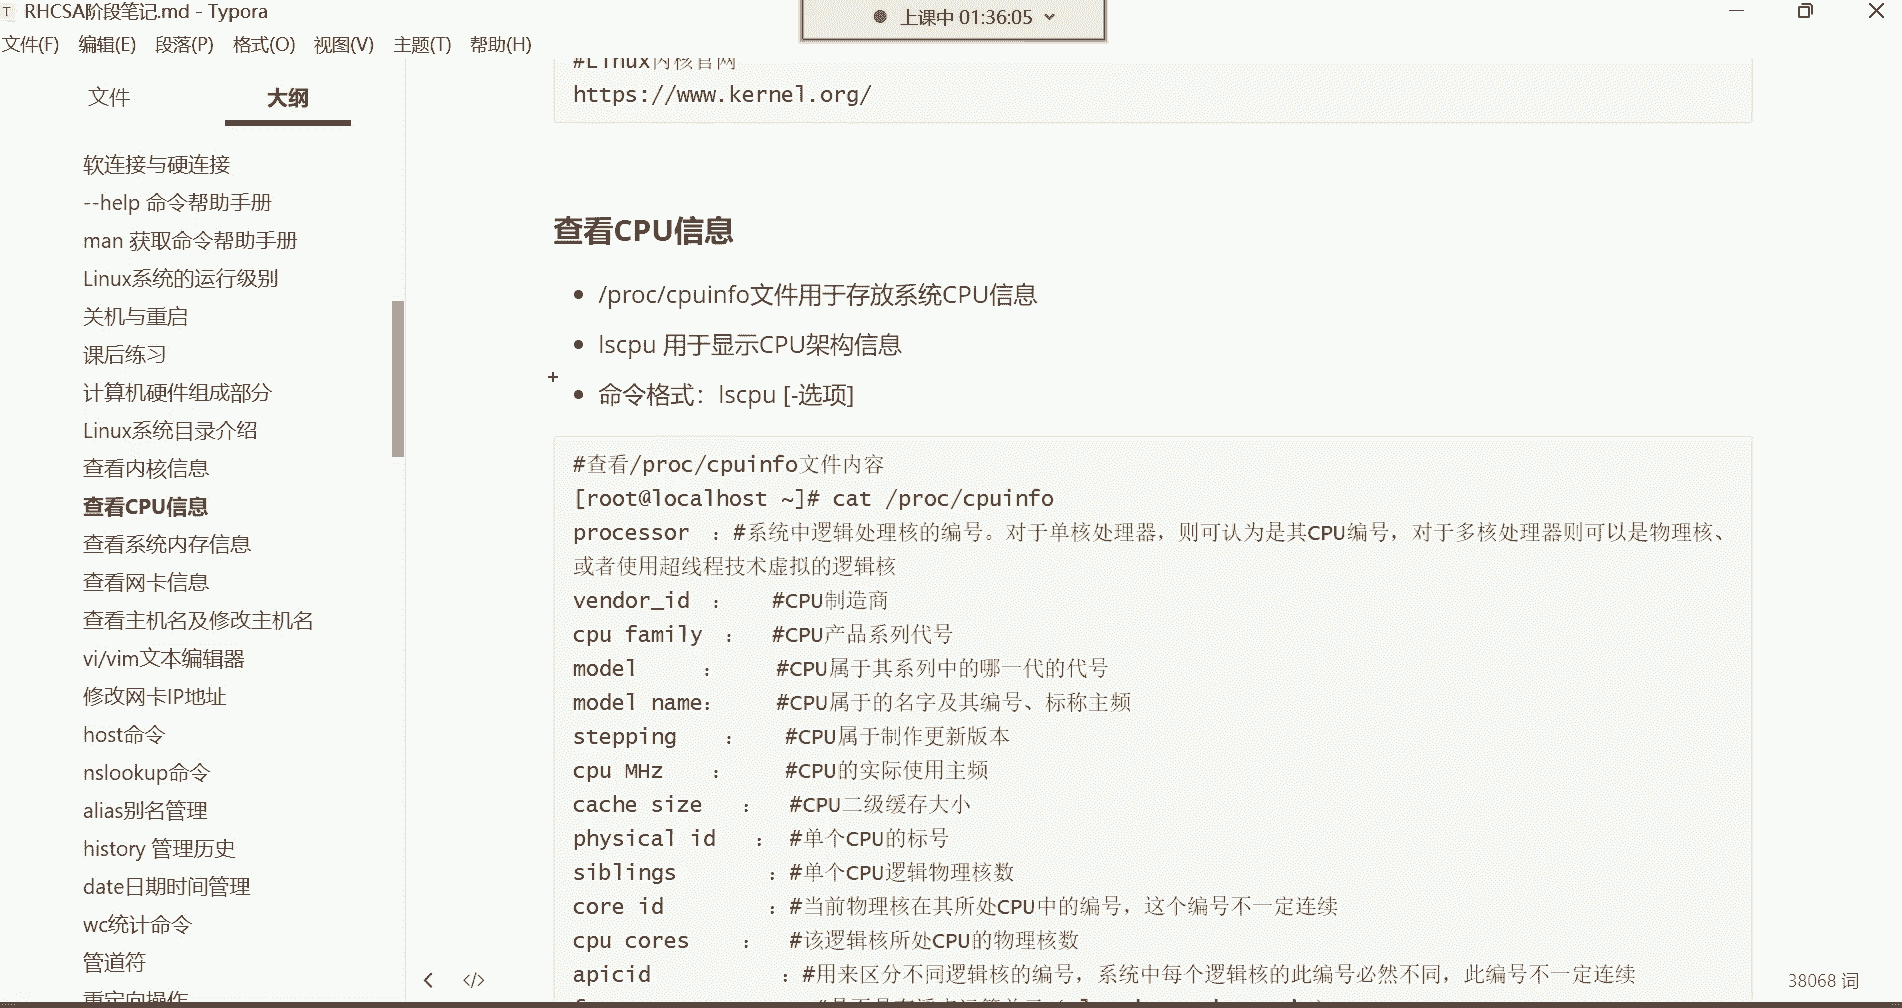 RHCSA阶段笔记.md - Typora
上课中 01:36:05
文件(F) 编辑(E) 段落(P) 格式(O) 视图(V) 主题(T) 帮助(H)
文件 大纲
软连接与硬连接
--help 命令帮助手册
man 获取命令帮助手册
Linux系统的运行级别
关机与重启
课后练习
计算机硬件组成部分
Linux系统目录介绍
查看内核信息
查看CPU信息
查看系统内存信息
查看网卡信息
查看主机名及修改主机名
vi/vim文本编辑器
修改网卡IP地址
host命令
nslookup命令
alias别名管理
history 管理历史
date日期时间管理
wc统计命令
管道符
重定向操作
#Linux内核官网
https://www.kernel.org/
查看CPU信息
/proc/cpuinfo文件用于存放系统CPU信息
lscpu 用于显示CPU架构信息
命令格式：lscpu [-选项]
#查看/proc/cpuinfo文件内容
[root@localhost ~]# cat /proc/cpuinfo
processor ：#系统中逻辑处理核的编号。对于单核处理器，则可认为是其CPU编号，对于多核处理器则可以是物理核、
或者使用超线程技术虚拟的逻辑核
vendor_id ： #CPU制造商
cpu family ： #CPU产品系列代号
model ： #CPU属于其系列中的哪一代的代号
model name： #CPU属于的名字及其编号、标称主频
stepping ： #CPU属于制作更新版本
cpu MHz ： #CPU的实际使用主频
cache size ： #CPU二级缓存大小
physical id ： #单个CPU的标号
siblings ：#单个CPU逻辑物理核数
core id ：#当前物理核在其所处CPU中的编号，这个编号不一定连续
cpu cores ： #该逻辑核所处CPU的物理核数
apicid ：#用来区分不同逻辑核的编号，系统中每个逻辑核的此编号必然不同，此编号不一定连续
38068 词